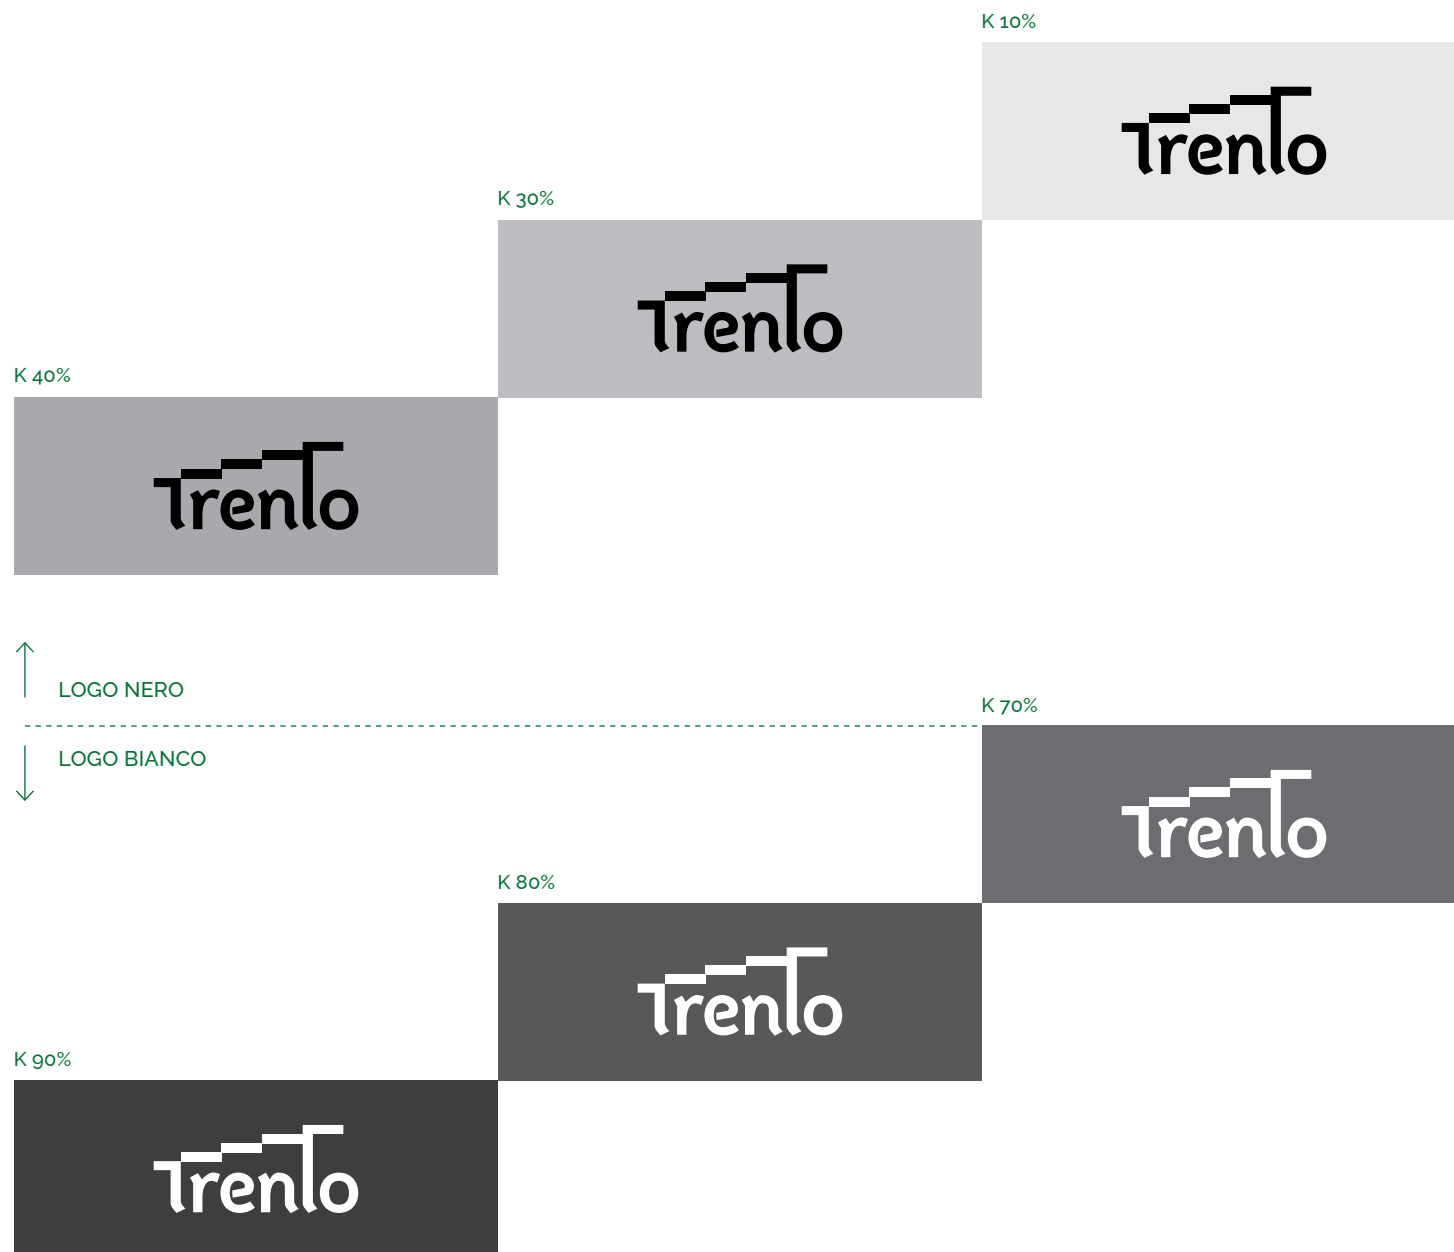 K 10%
Trento
K 30%
Trento
K 40%
Trento
LOGO NERO
LOGO BIANCO
K 70%
Trento
K 80%
Trento
K 90%
Trento